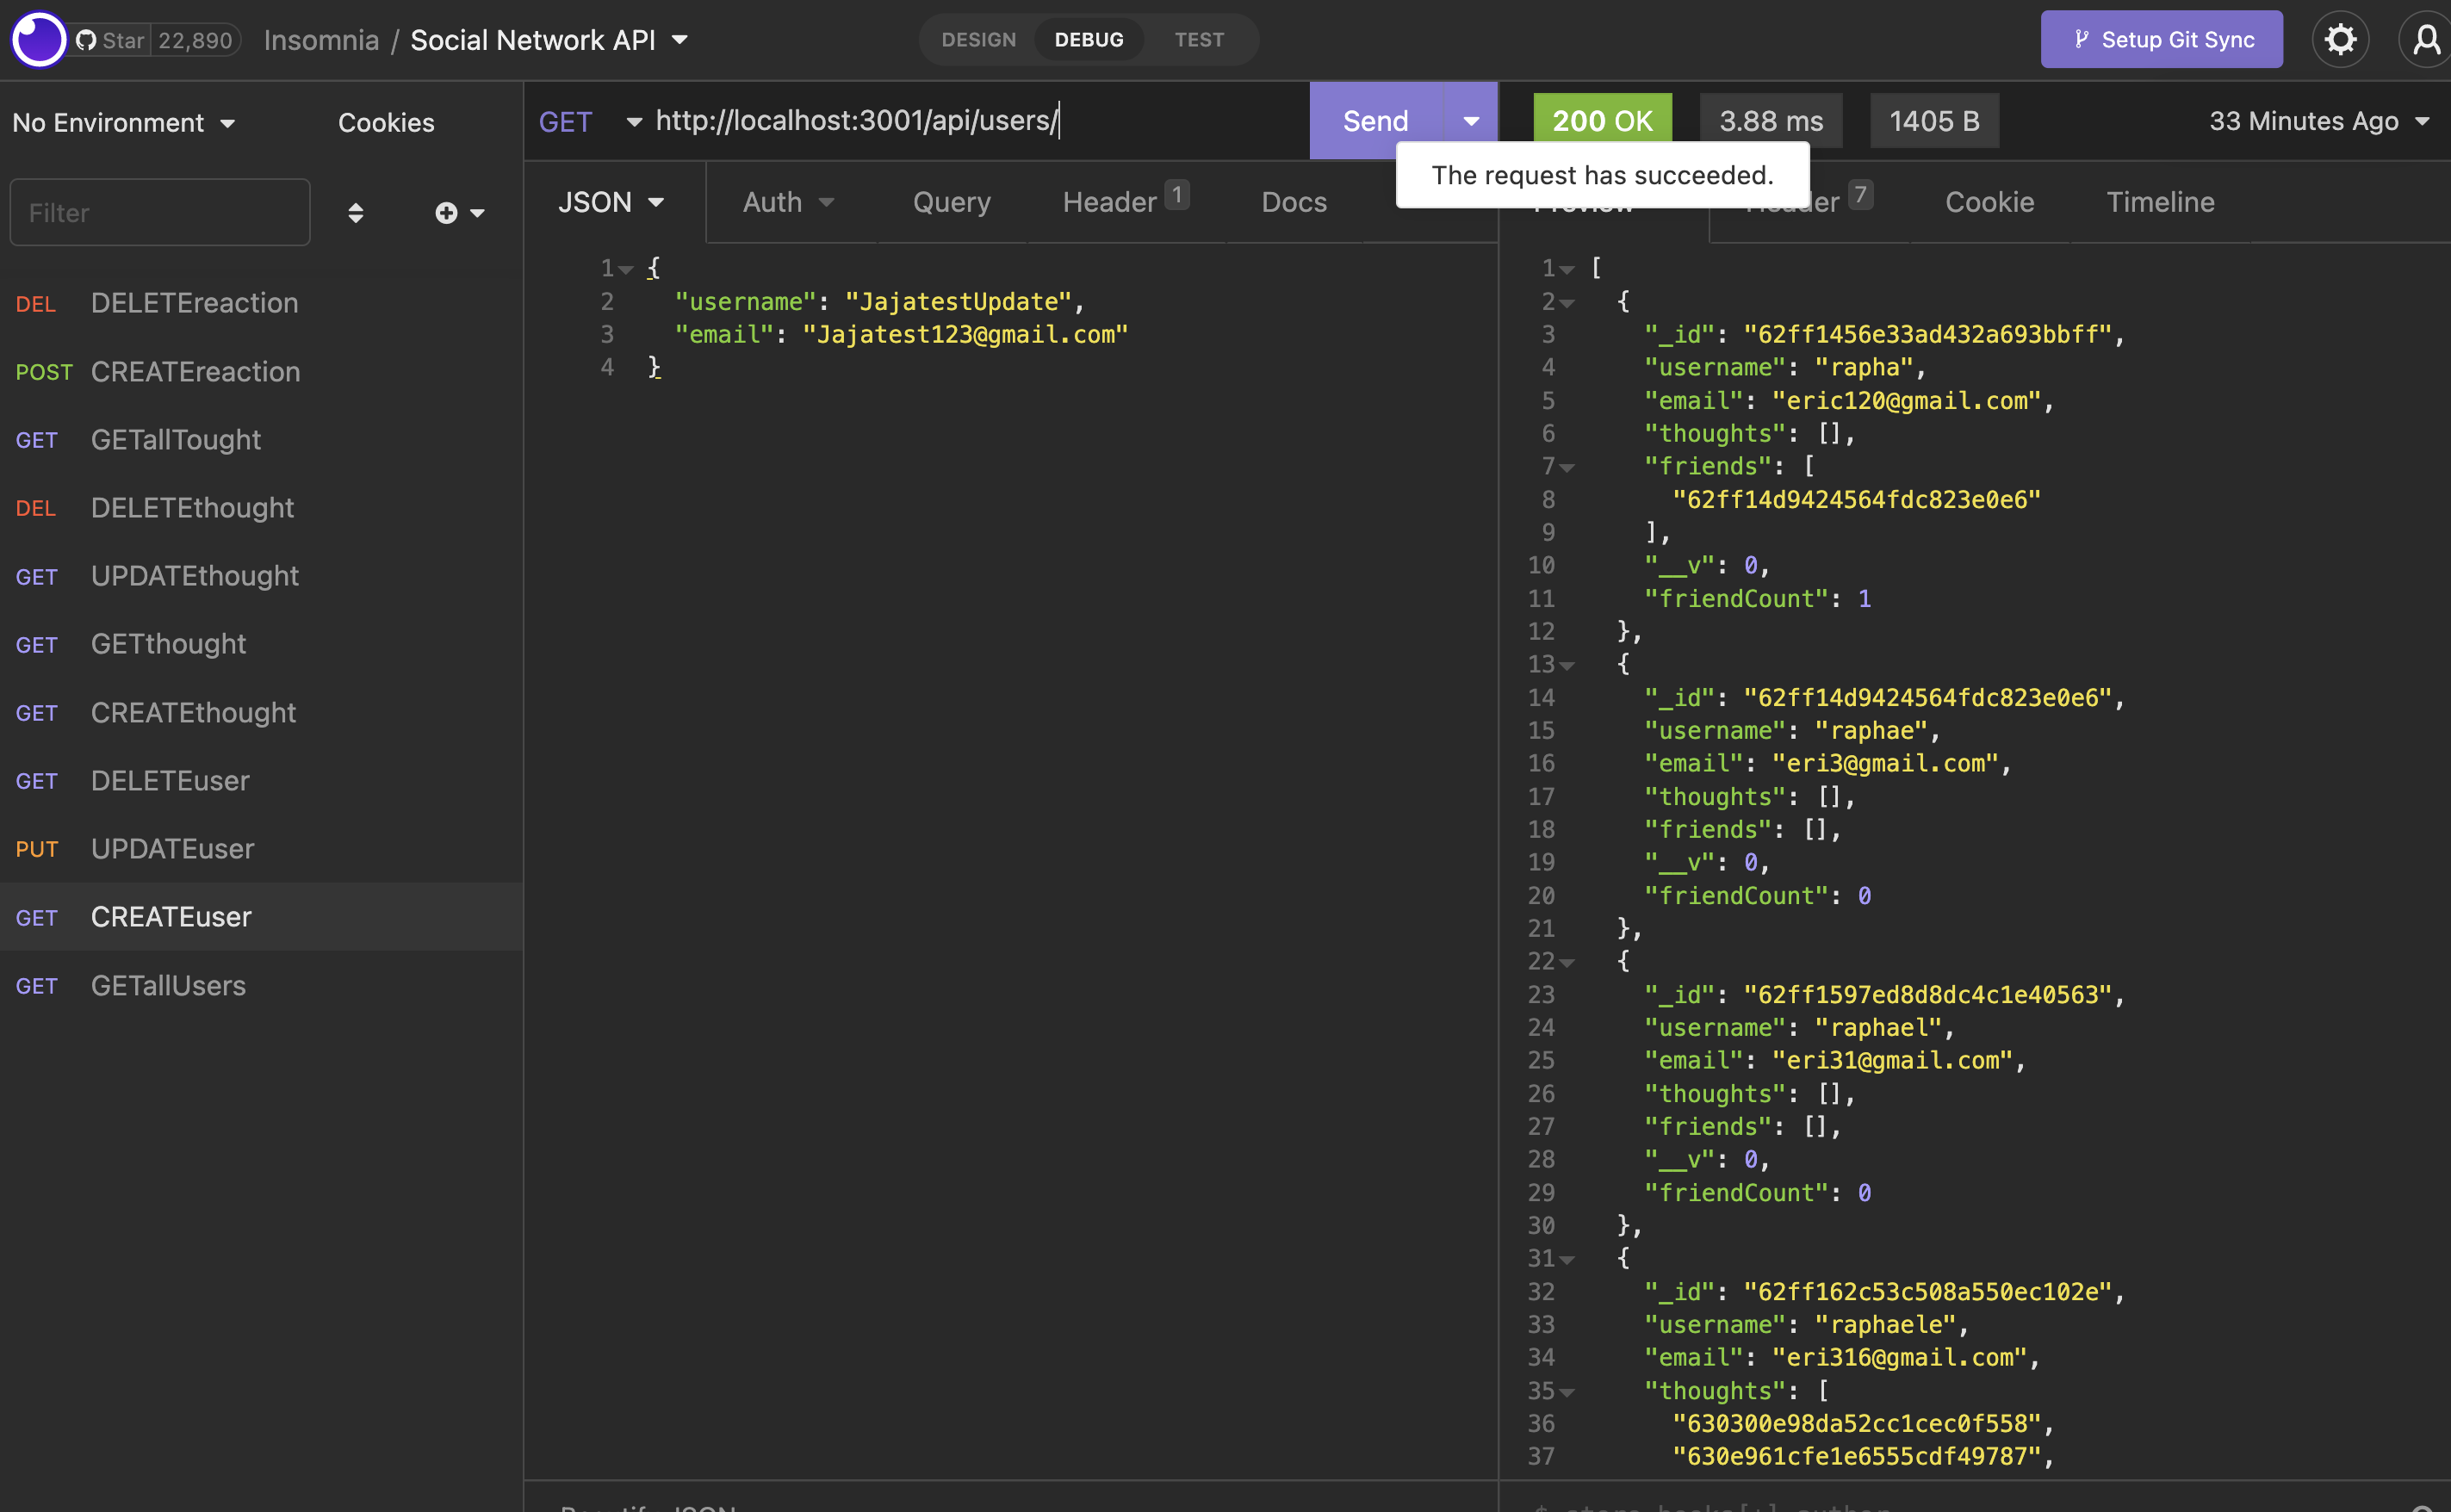 Star 22,890 Insomnia / Social Network API
DESIGN DEBUG TEST
Setup Git Sync
No Environment Cookies
GET http://localhost:3001/api/users/ Send
200 OK 3.88 ms 1405 B 33 Minutes Ago
The request has succeeded.
Filter
JSON Auth Query Header 1 Docs
Preview Header 7 Cookie Timeline
DEL DELETEreaction
POST CREATEreaction
GET GETallTought
DEL DELETEthought
GET UPDATEthought
GET GETthought
GET CREATEthought
GET DELETEuser
PUT UPDATEuser
GET CREATEuser
GET GETallUsers
1 {
2 "username": "JajatestUpdate",
3 "email": "Jajatest123@gmail.com"
4 }
1 [
2 {
3 "_id": "62ff1456e33ad432a693bbff",
4 "username": "rapha",
5 "email": "eric120@gmail.com",
6 "thoughts": [],
7 "friends": [
8 "62ff14d9424564fdc823e0e6"
9 ],
10 "__v": 0,
11 "friendCount": 1
12 },
13 {
14 "_id": "62ff14d9424564fdc823e0e6",
15 "username": "raphae",
16 "email": "eri3@gmail.com",
17 "thoughts": [],
18 "friends": [],
19 "__v": 0,
20 "friendCount": 0
21 },
22 {
23 "_id": "62ff1597ed8d8dc4c1e40563",
24 "username": "raphael",
25 "email": "eri31@gmail.com",
26 "thoughts": [],
27 "friends": [],
28 "__v": 0,
29 "friendCount": 0
30 },
31 {
32 "_id": "62ff162c53c508a550ec102e",
33 "username": "raphaele",
34 "email": "eri316@gmail.com",
35 "thoughts": [
36 "630300e98da52cc1cec0f558",
37 "630e961cfe1e6555cdf49787",
Beautify JSON